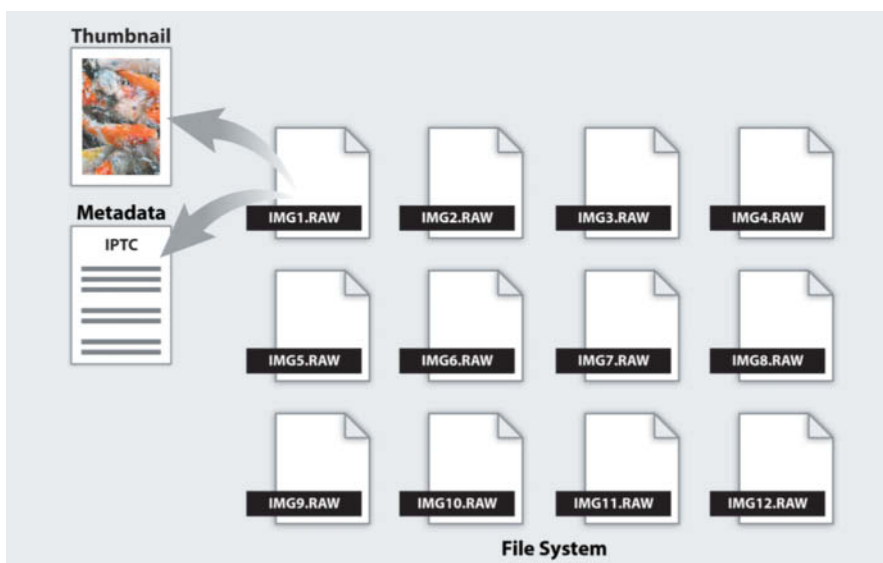 Thumbnail
Metadata
IPTC
IMG1.RAW
IMG2.RAW
IMG3.RAW
IMG4.RAW
IMG5.RAW
IMG6.RAW
IMG7.RAW
IMG8.RAW
IMG9.RAW
IMG10.RAW
IMG11.RAW
IMG12.RAW
File System